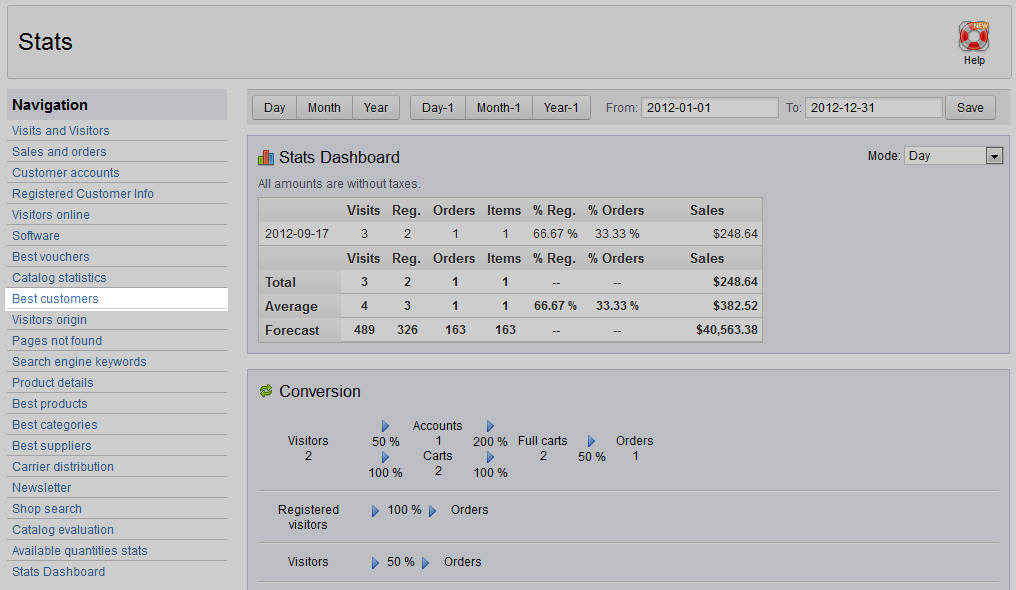 Stats
NEW
Help
Navigation
Visits and Visitors
Sales and orders
Customer accounts
Registered Customer Info
Visitors online
Software
Best vouchers
Catalog statistics
Best customers
Visitors origin
Pages not found
Search engine keywords
Product details
Best products
Best categories
Best suppliers
Carrier distribution
Newsletter
Shop search
Catalog evaluation
Available quantities stats
Stats Dashboard
Day Month Year Day-1 Month-1 Year-1 From: 2012-01-01 To: 2012-12-31 Save
Stats Dashboard Mode: Day
All amounts are without taxes.
Visits Reg. Orders Items % Reg. % Orders Sales
2012-09-17 3 2 1 1 66.67 % 33.33 % $248.64
Visits Reg. Orders Items % Reg. % Orders Sales
Total 3 2 1 1 -- -- $248.64
Average 4 3 1 1 66.67 % 33.33 % $382.52
Forecast 489 326 163 163 -- -- $40,563.38
Conversion
Visitors
2
50 %
100 %
Accounts
1
Carts
2
200 %
100 %
Full carts
2
50 %
Orders
1
Registered
visitors
100 % Orders
Visitors 50 % Orders